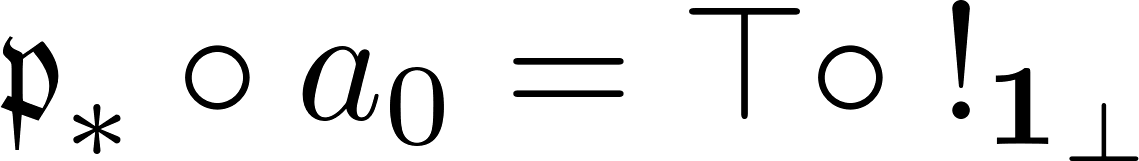 𝔭_* ∘ a_0 = ⊤ ∘ !_{𝟏_⊥}